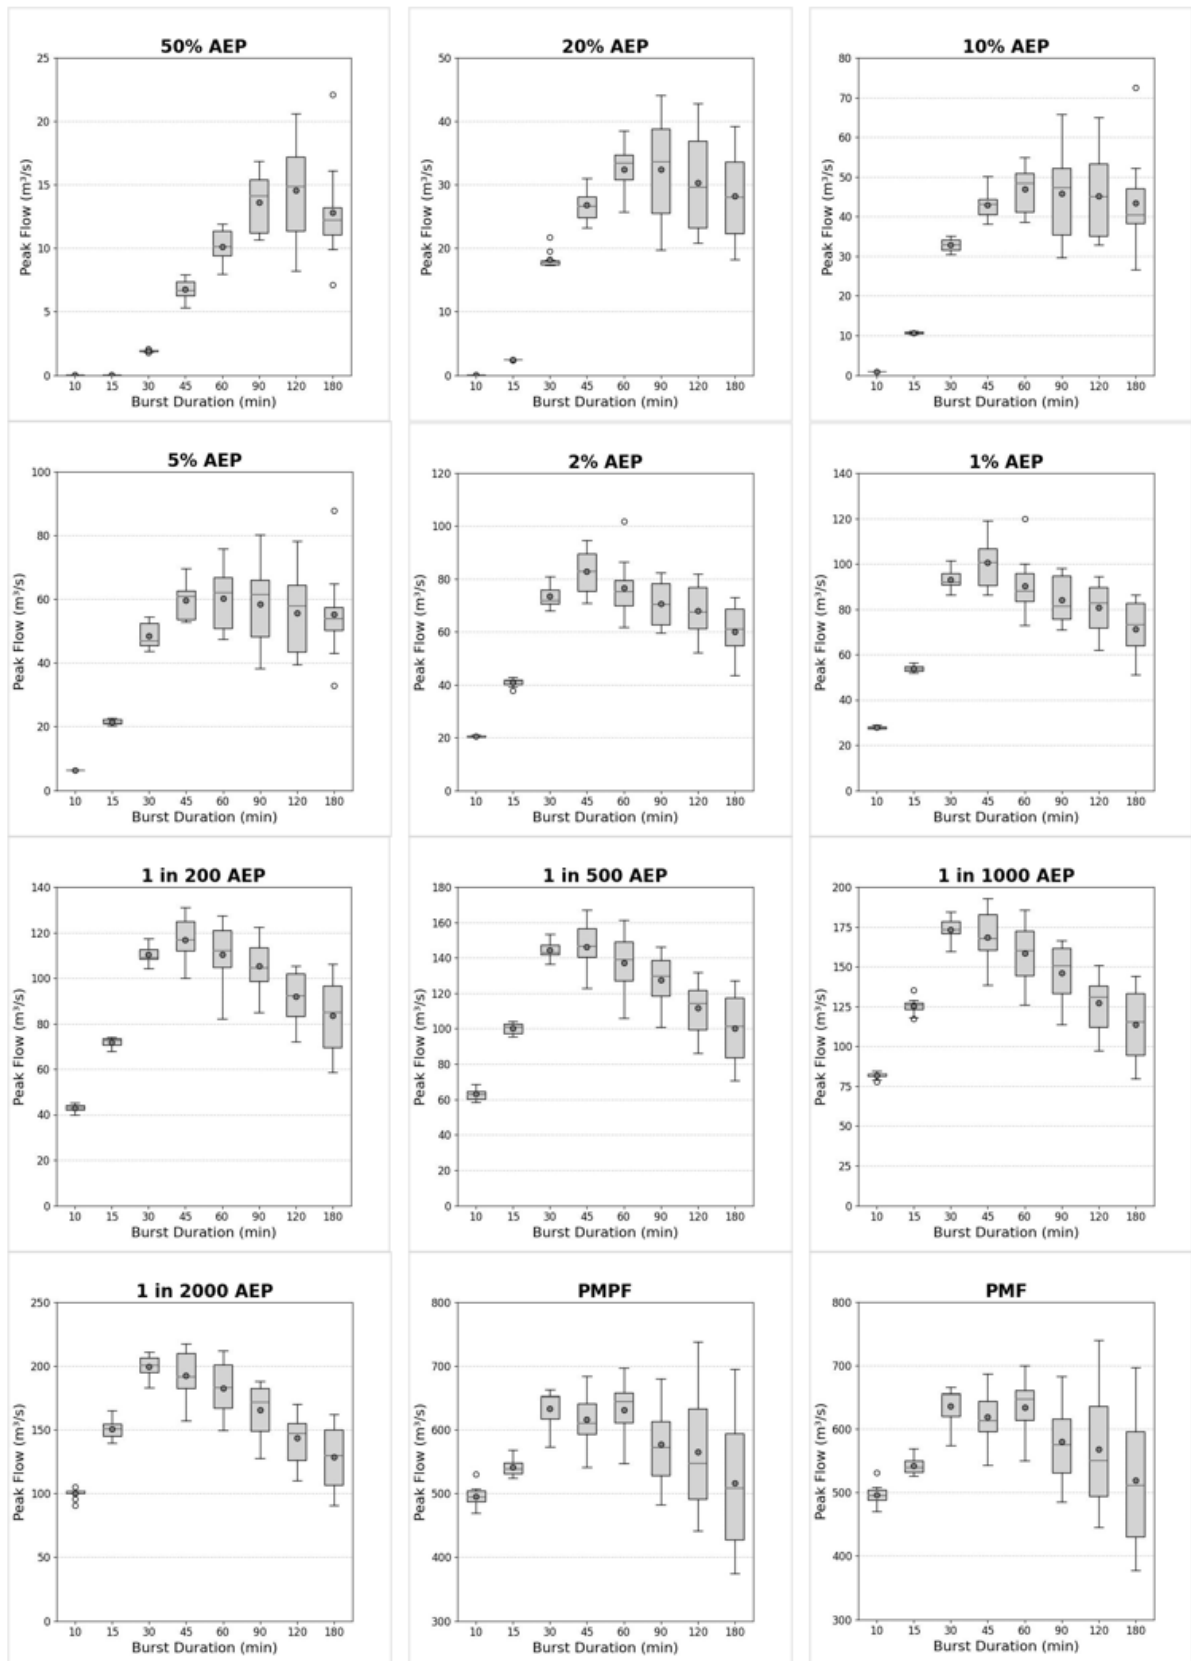 50% AEP
25
20
15
10
5
0
Peak Flow (m³/s)
10 15 30 45 60 90 120 180
Burst Duration (min)
20% AEP
50
40
30
20
10
0
Peak Flow (m³/s)
10 15 30 45 60 90 120 180
Burst Duration (min)
10% AEP
80
70
60
50
40
30
20
10
0
Peak Flow (m³/s)
10 15 30 45 60 90 120 180
Burst Duration (min)
5% AEP
100
80
60
40
20
0
Peak Flow (m³/s)
10 15 30 45 60 90 120 180
Burst Duration (min)
2% AEP
120
100
80
60
40
20
0
Peak Flow (m³/s)
10 15 30 45 60 90 120 180
Burst Duration (min)
1% AEP
140
120
100
80
60
40
20
0
Peak Flow (m³/s)
10 15 30 45 60 90 120 180
Burst Duration (min)
1 in 200 AEP
140
120
100
80
60
40
20
0
Peak Flow (m³/s)
10 15 30 45 60 90 120 180
Burst Duration (min)
1 in 500 AEP
180
160
140
120
100
80
60
40
20
0
Peak Flow (m³/s)
10 15 30 45 60 90 120 180
Burst Duration (min)
1 in 1000 AEP
200
175
150
125
100
75
50
25
0
Peak Flow (m³/s)
10 15 30 45 60 90 120 180
Burst Duration (min)
1 in 2000 AEP
250
200
150
100
50
0
Peak Flow (m³/s)
10 15 30 45 60 90 120 180
Burst Duration (min)
PMPF
800
700
600
500
400
300
Peak Flow (m³/s)
10 15 30 45 60 90 120 180
Burst Duration (min)
PMF
800
700
600
500
400
300
Peak Flow (m³/s)
10 15 30 45 60 90 120 180
Burst Duration (min)